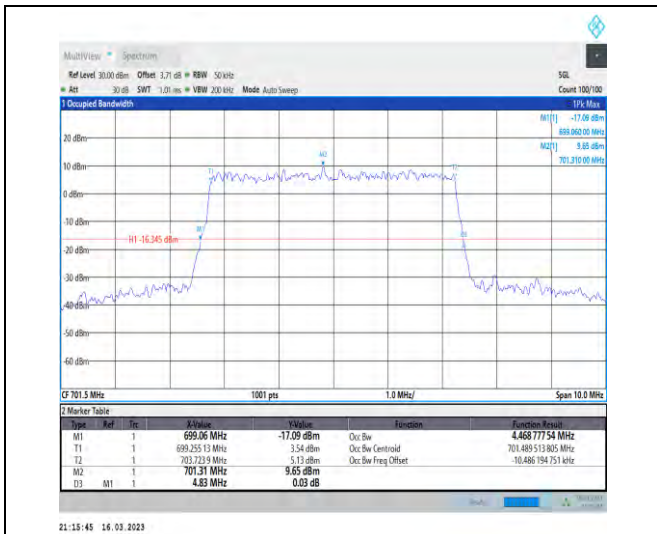 MultiView Spectrum
Ref Level 30.00 dBm Offset 3.71 dB RBW 50 kHz SGL
Att 30 dB SWT 1.01 ms VBW 200 kHz Mode Auto Sweep Count 100/100
1 Occupied Bandwidth 1Pk Max
M1[1] -17.09 dBm
699.060 00 MHz
M2[1] 9.65 dBm
701.310 00 MHz
20 dBm
M2
10 dBm
T1
0 dBm
-10 dBm
M1
H1 -16.345 dBm
-20 dBm
-30 dBm
-40 dBm
-50 dBm
-60 dBm
CF 701.5 MHz 1001 pts 1.0 MHz/ Span 10.0 MHz
2 Marker Table
Type Ref Trc X-Value Y-Value Function Function Result
M1 1 699.06 MHz -17.09 dBm Occ Bw 4.468 777 54 MHz
T1 1 699.255 13 MHz 3.54 dBm Occ Bw Centroid 701.489 513 805 MHz
T2 1 703.723 9 MHz 5.13 dBm Occ Bw Freq Offset -10.486 194 751 kHz
M2 1 701.31 MHz 9.65 dBm
D3 M1 1 4.83 MHz 0.03 dB
21:15:45 16.03.2023